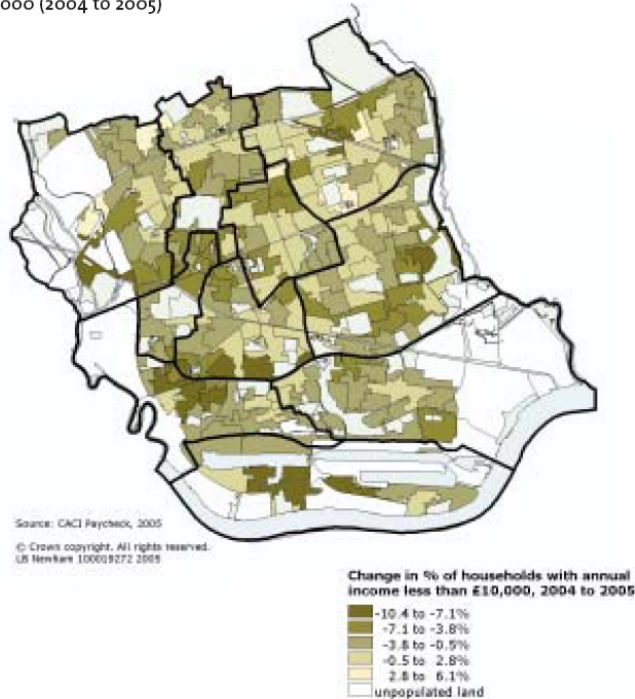 000 (2004 to 2005)
Source: CACI Paycheck, 2005
© Crown copyright. All rights reserved.
LB Newham 100019272 2005
Change in % of households with annual
income less than £10,000, 2004 to 2005
-10.4 to -7.1%
-7.1 to -3.8%
-3.8 to -0.5%
-0.5 to 2.8%
2.8 to 6.1%
unpopulated land